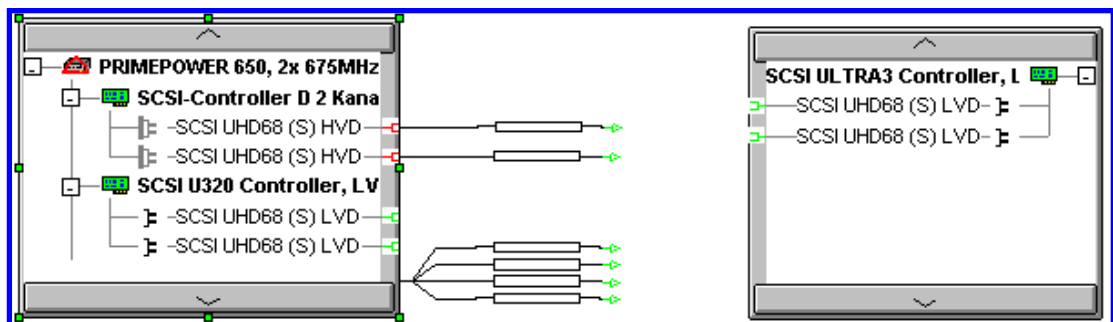 PRIMEPOWER 650, 2x 675MHz
SCSI-Controller D 2 Kana
-SCSI UHD68 (S) HVD
-SCSI UHD68 (S) HVD
SCSI U320 Controller, LV
-SCSI UHD68 (S) LVD
-SCSI UHD68 (S) LVD
SCSI ULTRA3 Controller, L
SCSI UHD68 (S) LVD-
SCSI UHD68 (S) LVD-